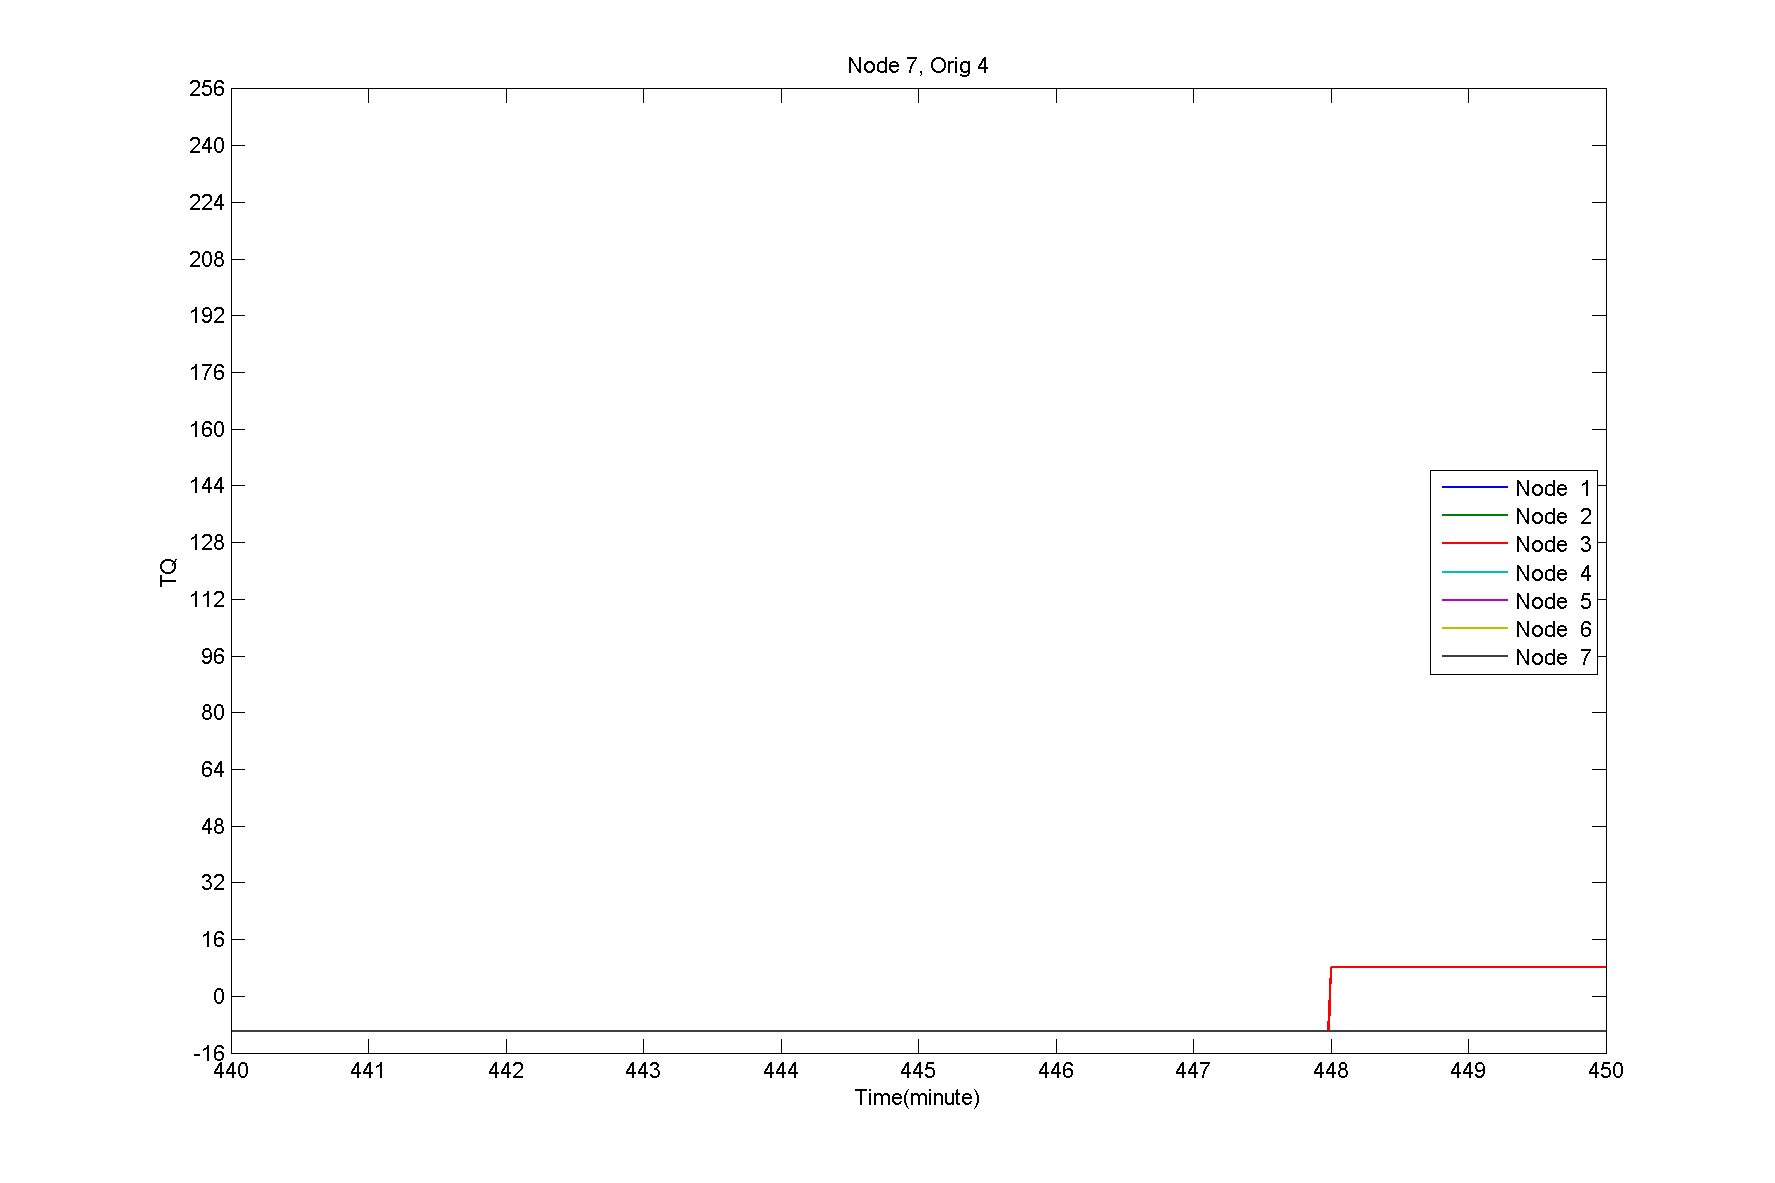 Node 7, Orig 4
256
240
224
208
192
176
160
144
128
112
96
80
64
48
32
16
0
-16
TQ
Node 1
Node 2
Node 3
Node 4
Node 5
Node 6
Node 7
440 441 442 443 444 445 446 447 448 449 450
Time(minute)